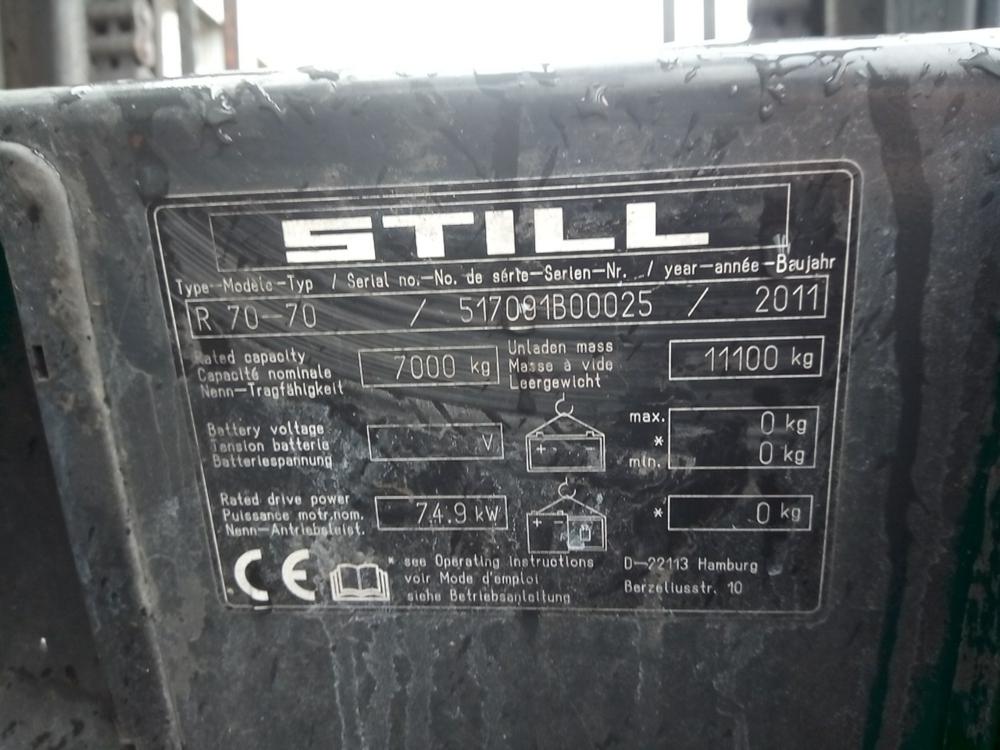 STILL
Type-Modèle-Typ / Serial no.-No. de série-Serien-Nr. / year-année-Baujahr
R 70-70 / 517091B00025 / 2011
Rated capacity
Capacité nominale
Nenn-Tragfähigkeit
7000 kg
Unladen mass
Masse à vide
Leergewicht
11100 kg
Battery voltage
Tension batterie
Batteriespannung
V
+ -
max.
*
min.
0 kg
0 kg
Rated drive power
Puissance motr.nom.
Nenn-Antriebsleist.
74.9 kW
+ -
* 0 kg
CE
* see Operating instructions
voir Mode d'emploi
siehe Betriebsanleitung
D-22113 Hamburg
Berzeliusstr. 10